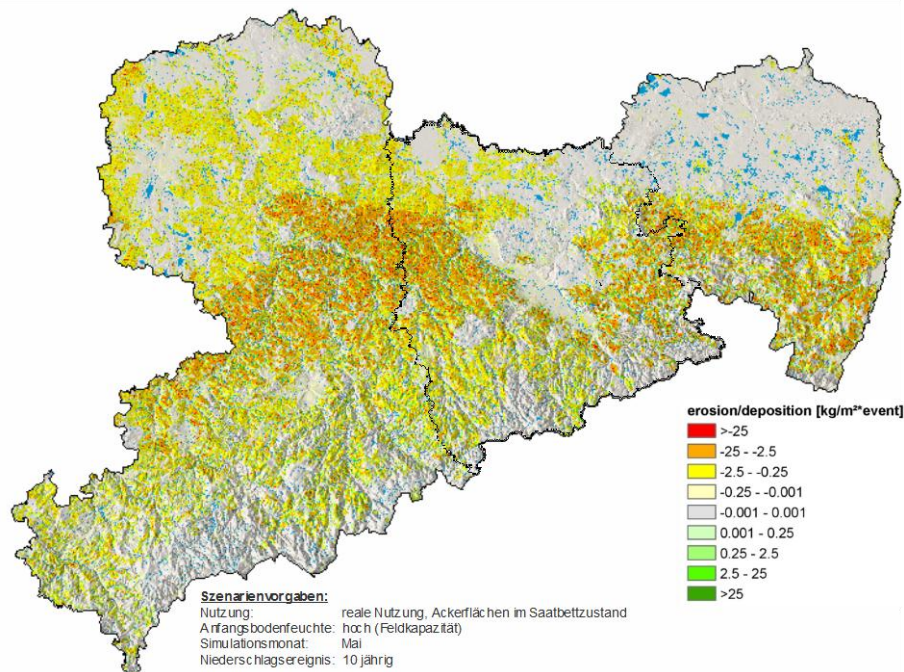 erosion/deposition [kg/m²*event]
>-25
-25 - -2.5
-2.5 - -0.25
-0.25 - -0.001
-0.001 - 0.001
0.001 - 0.25
0.25 - 2.5
2.5 - 25
>25
Szenarienvorgaben:
Nutzung: reale Nutzung, Ackerflächen im Saatbettzustand
Anfangsbodenfeuchte: hoch (Feldkapazität)
Simulationsmonat: Mai
Niederschlagsereignis: 10 jährig